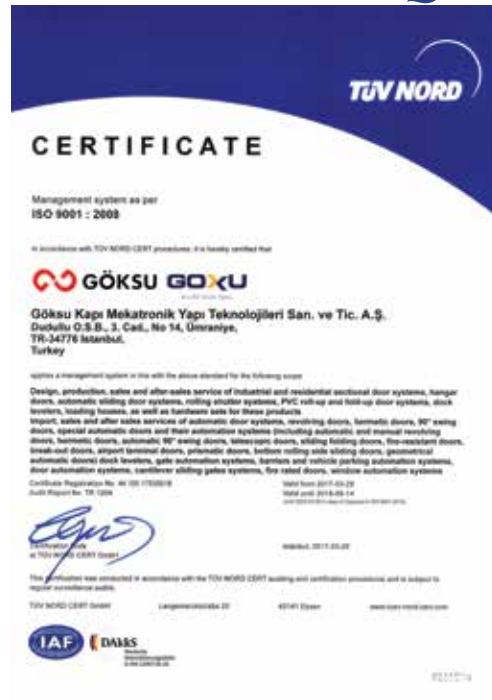 TÜV NORD
CERTIFICATE
Management system as per
ISO 9001 : 2008
in accordance with TÜV NORD CERT procedures, it is hereby certified that
GÖKSU GOXU
Göksu Kapı Mekatronik Yapı Teknolojileri San. ve Tic. A.Ş.
Dudullu O.S.B., 3. Cad., No 14, Ümraniye,
TR-34776 Istanbul,
Turkey
applies a management system in line with the above standard for the following scope
Design, production, sales and after-sales service of industrial and residential sectional door systems, hangar
doors, automatic sliding door systems, rolling shutter systems, PVC roll-up and fold-up door systems, dock
levelers, loading houses, as well as hardware sets for these products
Import, sales and after sales services of automatic door systems, revolving doors, hermetic doors, 90° swing
doors, special automatic doors and their automation systems (including automatic and manual revolving
doors, hermetic doors, automatic 90° swing doors, telescopic doors, sliding folding doors, fire-resistant doors,
break-out doors, airport terminal doors, prismatic doors, bottom rolling side sliding doors, geometrical
automatic doors) dock levelers, gate automation systems, barriers and vehicle parking automation systems,
door automation systems, cantilever sliding gates systems, fire rated doors, window automation systems
Certificate Registration No. 44 100
Audit Report No. TR
Valid from 2017-03-
Valid until 2018-09-14
Certification Body
at TÜV NORD CERT GmbH
Istanbul, 2017-03-
This certification was conducted in accordance with the TÜV NORD CERT auditing and certification procedures and is subject to
regular surveillance audits.
TÜV NORD CERT GmbH Langemarckstraße 20 45141 Essen www.tuev-nord-cert.com
IAF DAkkS
Deutsche
Akkreditierungsstelle